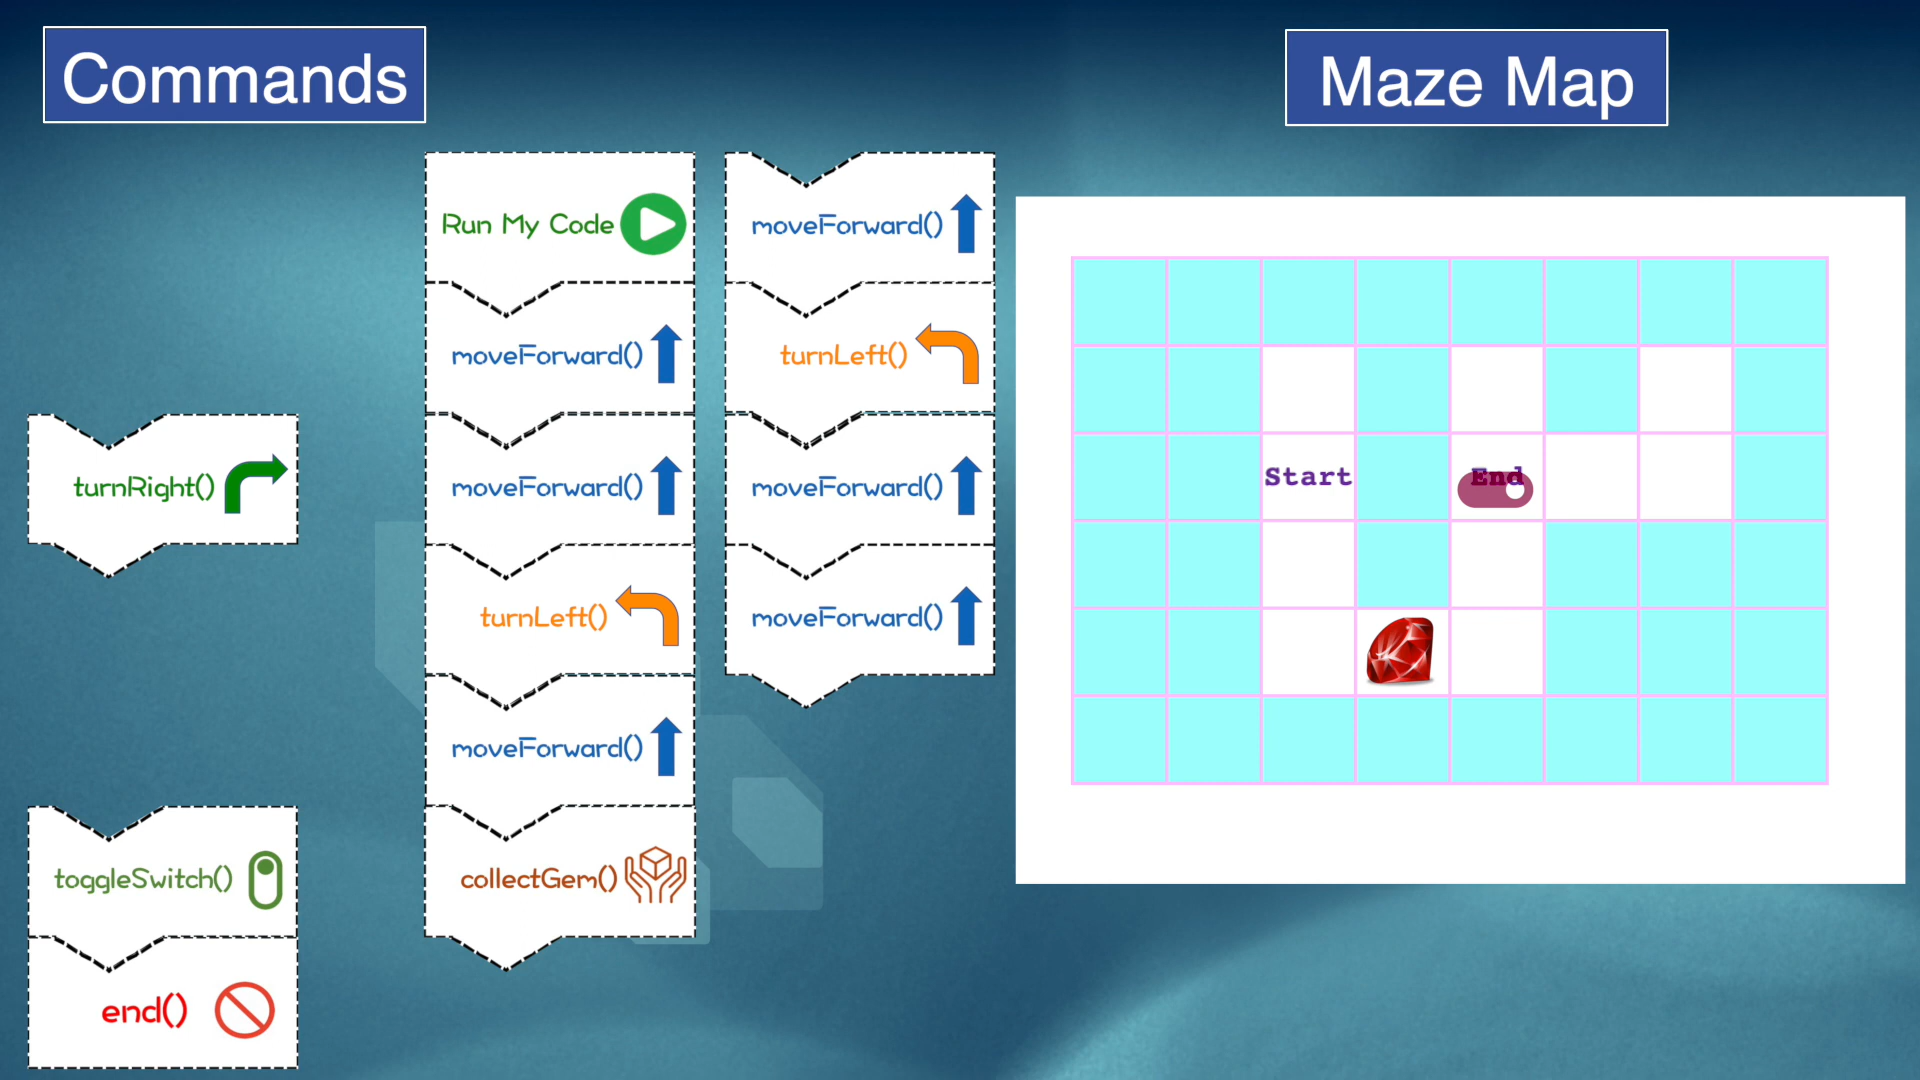 Commands
Maze Map
turnRight()
toggleSwitch()
end()
Run My Code
moveForward()
moveForward()
turnLeft()
moveForward()
collectGem()
moveForward()
turnLeft()
moveForward()
moveForward()
Start
End